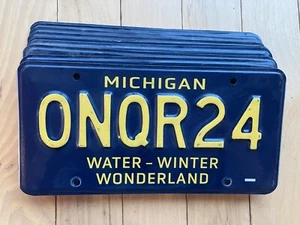 MICHIGAN
0NQR24
WATER - WINTER
WONDERLAND